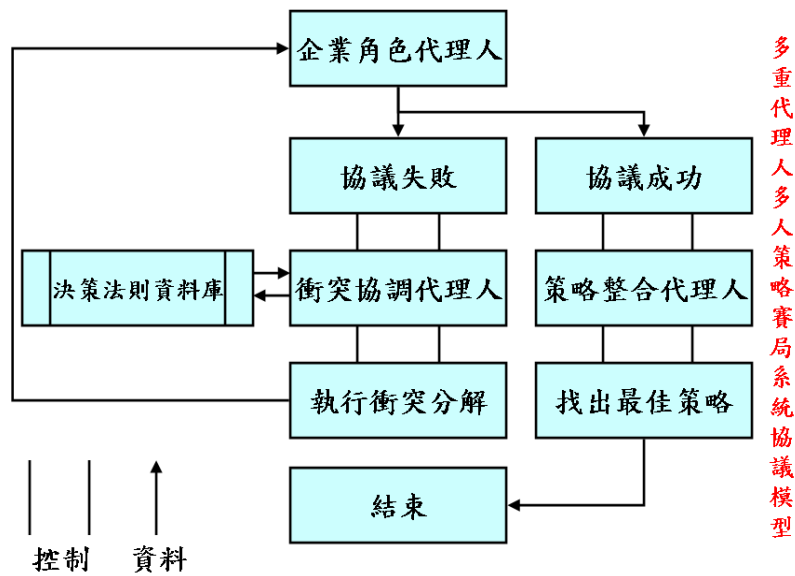 企業角色代理人
協議失敗
協議成功
決策法則資料庫
衝突協調代理人
策略整合代理人
執行衝突分解
找出最佳策略
結束
控制
資料
多重代理人多人策略賽局系統協議模型